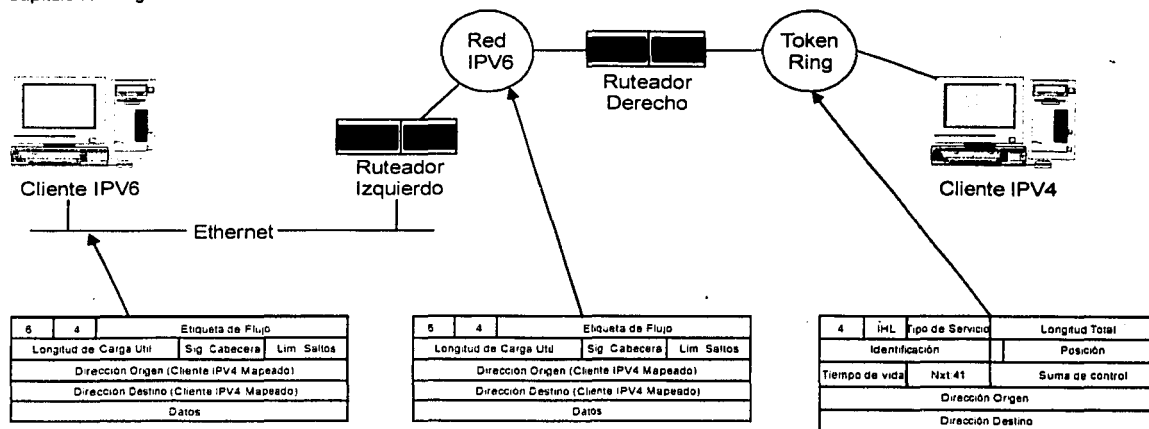 Red
IPV6
Token
Ring
Ruteador
Derecho
Ruteador
Izquierdo
Cliente IPV6
Cliente IPV4
Ethernet
6 4 Etiqueta de Flujo
Longitud de Carga Util Sig Cabecera Lim Saltos
Dirección Origen (Cliente IPV4 Mapeado)
Dirección Destino (Cliente IPV4 Mapeado)
Datos
6 4 Etiqueta de Flujo
Longitud de Carga Util Sig Cabecera Lim Saltos
Dirección Origen (Cliente IPV4 Mapeado)
Dirección Destino (Cliente IPV4 Mapeado)
Datos
4 IHL Tipo de Servicio Longitud Total
Identificación Posición
Tiempo de vida Nxt 41 Suma de control
Dirección Origen
Dirección Destino